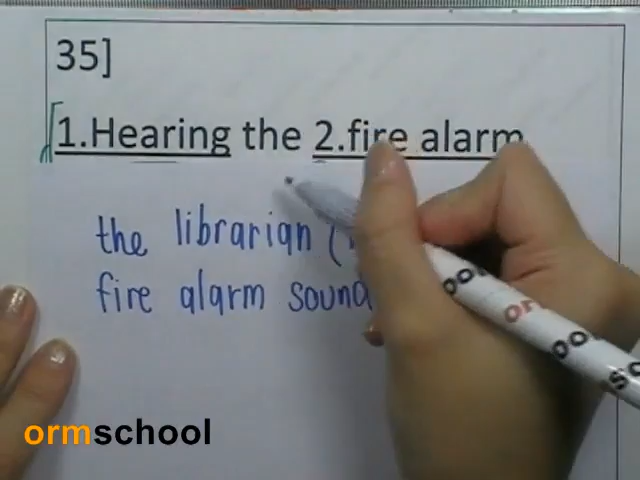 35]
1.Hearing the 2.fire alarm
the librarian (
fire alarm sound
ormschool